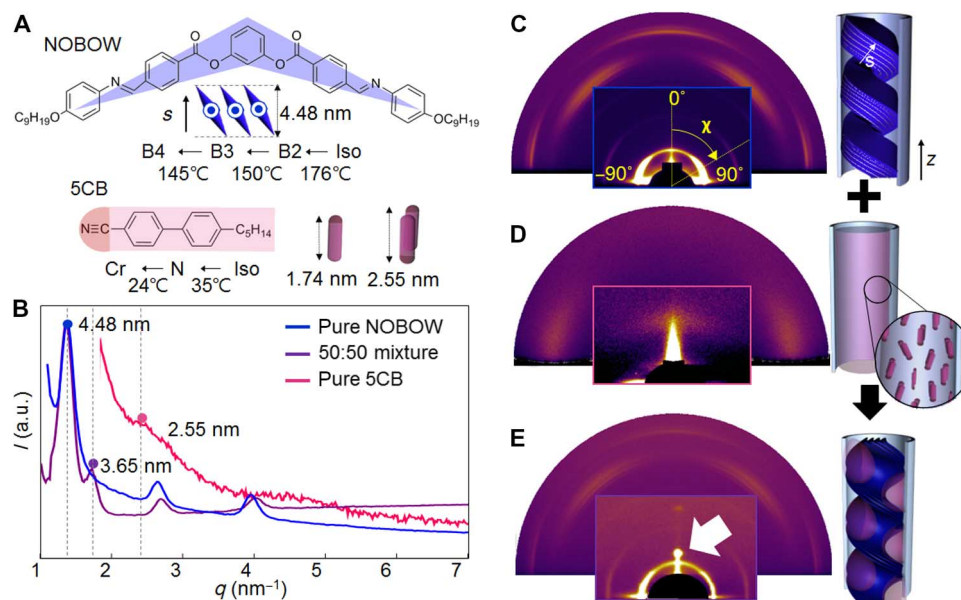 A
NOBOW
O
O
O
O
N
N
C₉H₁₉O
OC₉H₁₉
s
4.48 nm
B4 ← B3 ← B2 ← Iso
145℃ 150℃ 176℃
5CB
N≡C
C₅H₁₄
Cr ← N ← Iso
24℃ 35℃
1.74 nm
2.55 nm
B
4.48 nm
Pure NOBOW
50:50 mixture
Pure 5CB
2.55 nm
3.65 nm
I (a.u.)
1 2 3 4 5 6 7
q (nm⁻¹)
C
0˚
χ
−90˚
90˚
S
z
+
D
E